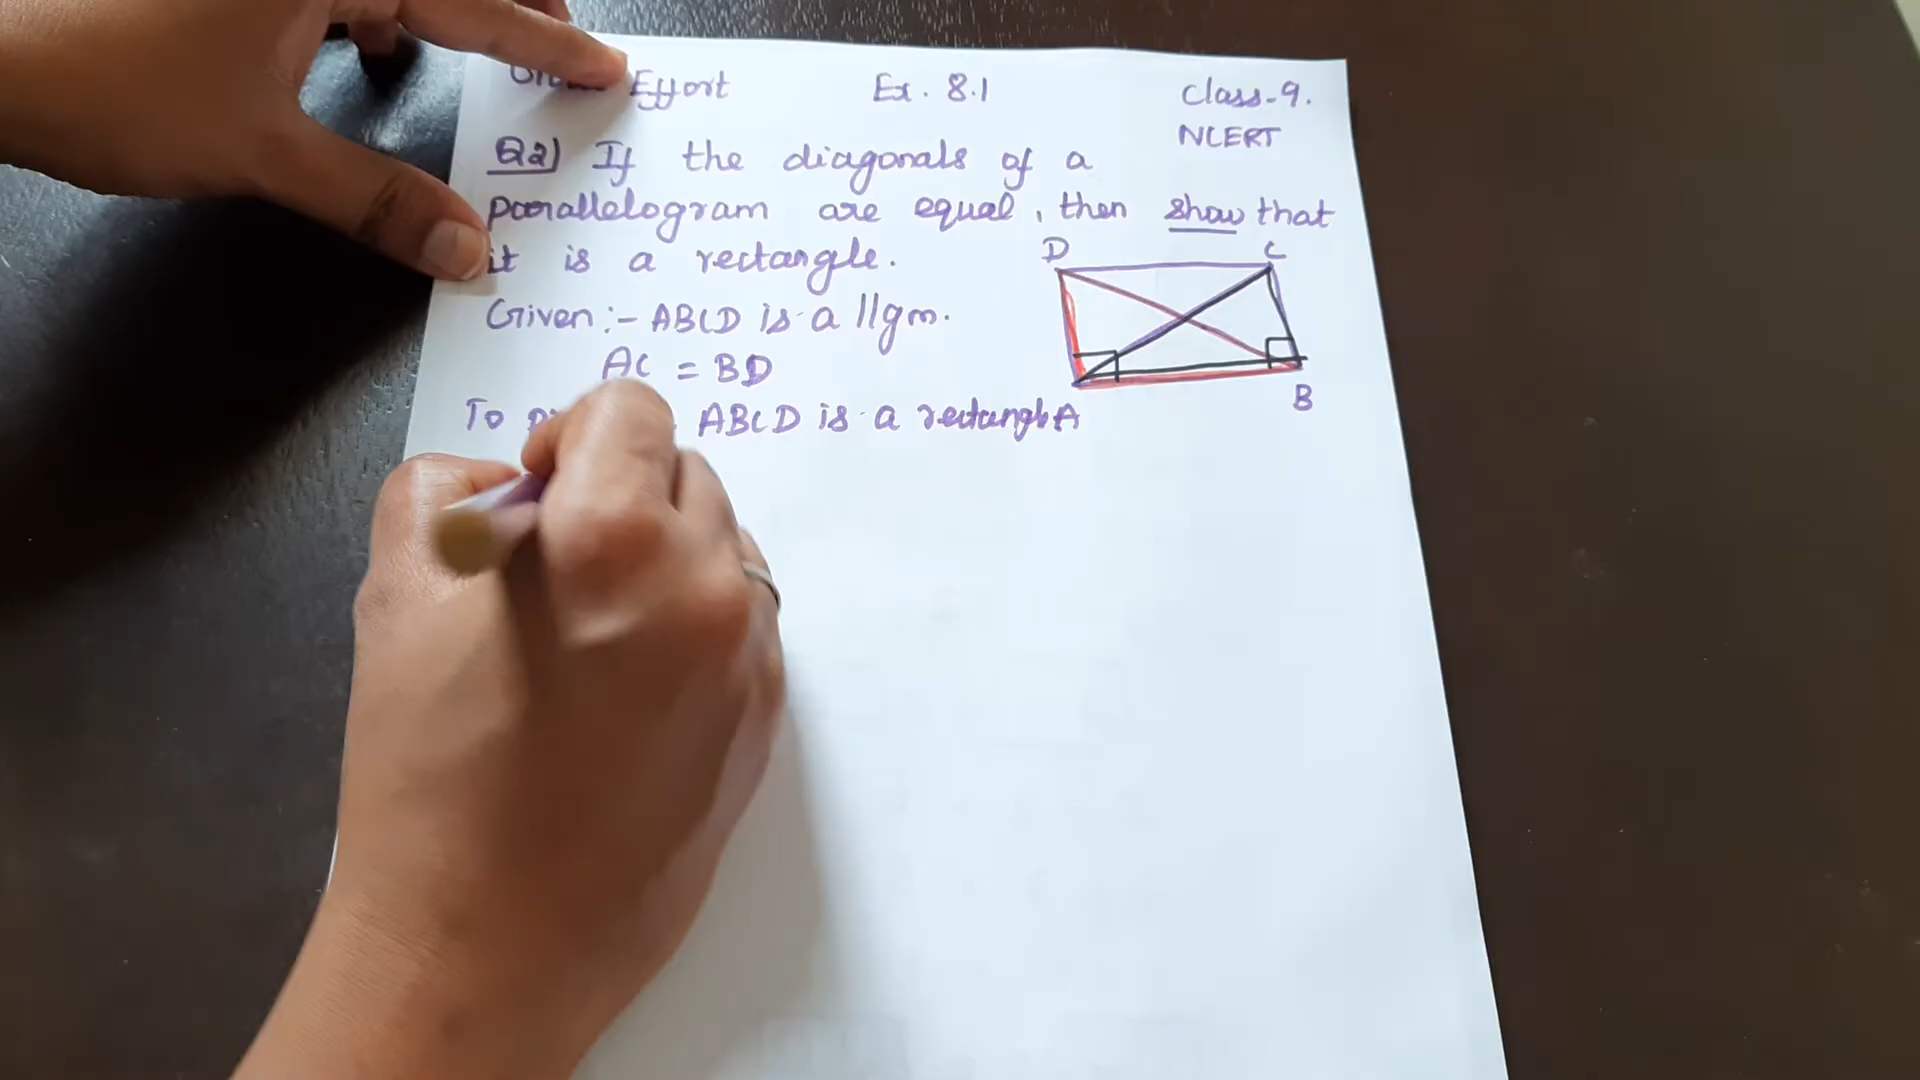 Effort Ex. 8.1 Class-9.
NCERT
Q2) If the diagonals of a
parallelogram are equal, then show that
it is a rectangle.
D C
Given :- ABCD is a ||gm.
AC = BD
B
To ABCD is a rectangle A